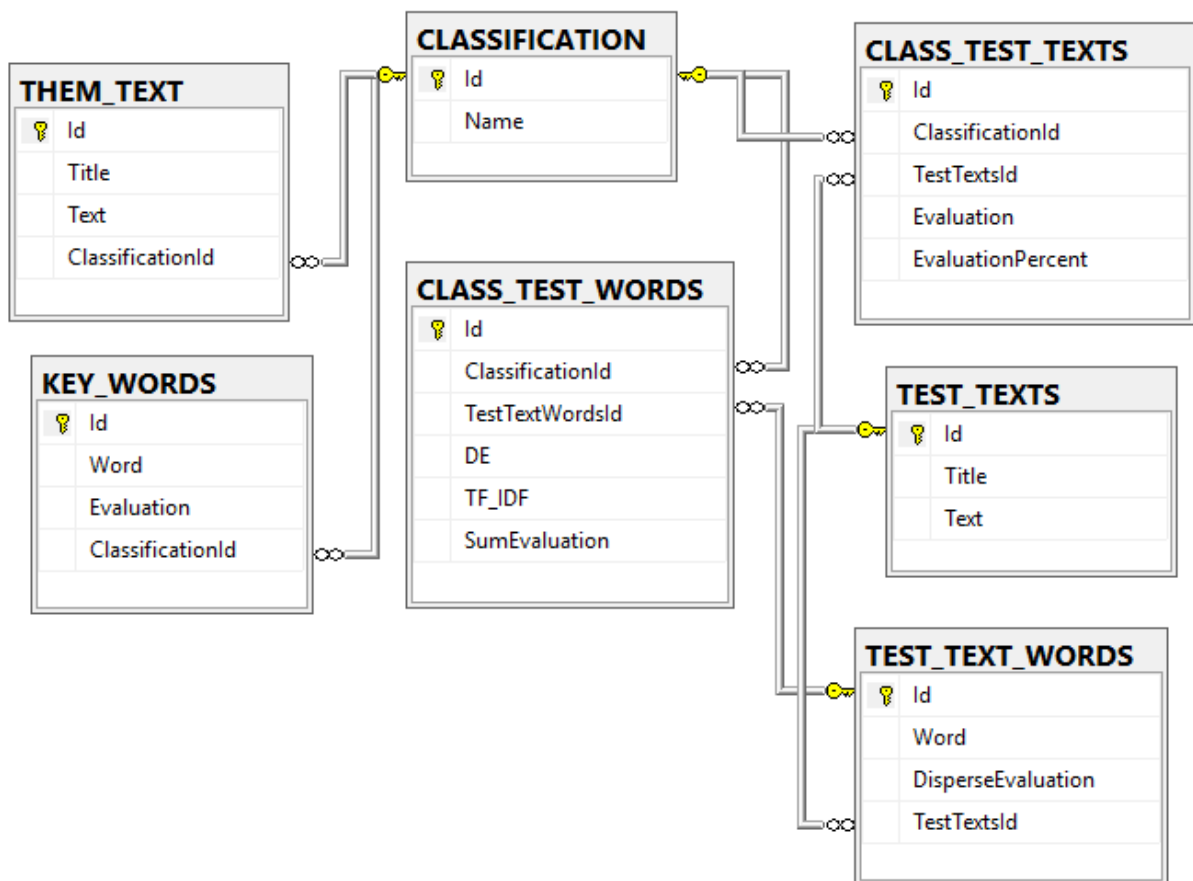 THEM_TEXT
Id
Title
Text
ClassificationId
KEY_WORDS
Id
Word
Evaluation
ClassificationId
CLASSIFICATION
Id
Name
CLASS_TEST_WORDS
Id
ClassificationId
TestTextWordsId
DE
TF_IDF
SumEvaluation
CLASS_TEST_TEXTS
Id
ClassificationId
TestTextsId
Evaluation
EvaluationPercent
TEST_TEXTS
Id
Title
Text
TEST_TEXT_WORDS
Id
Word
DisperseEvaluation
TestTextsId